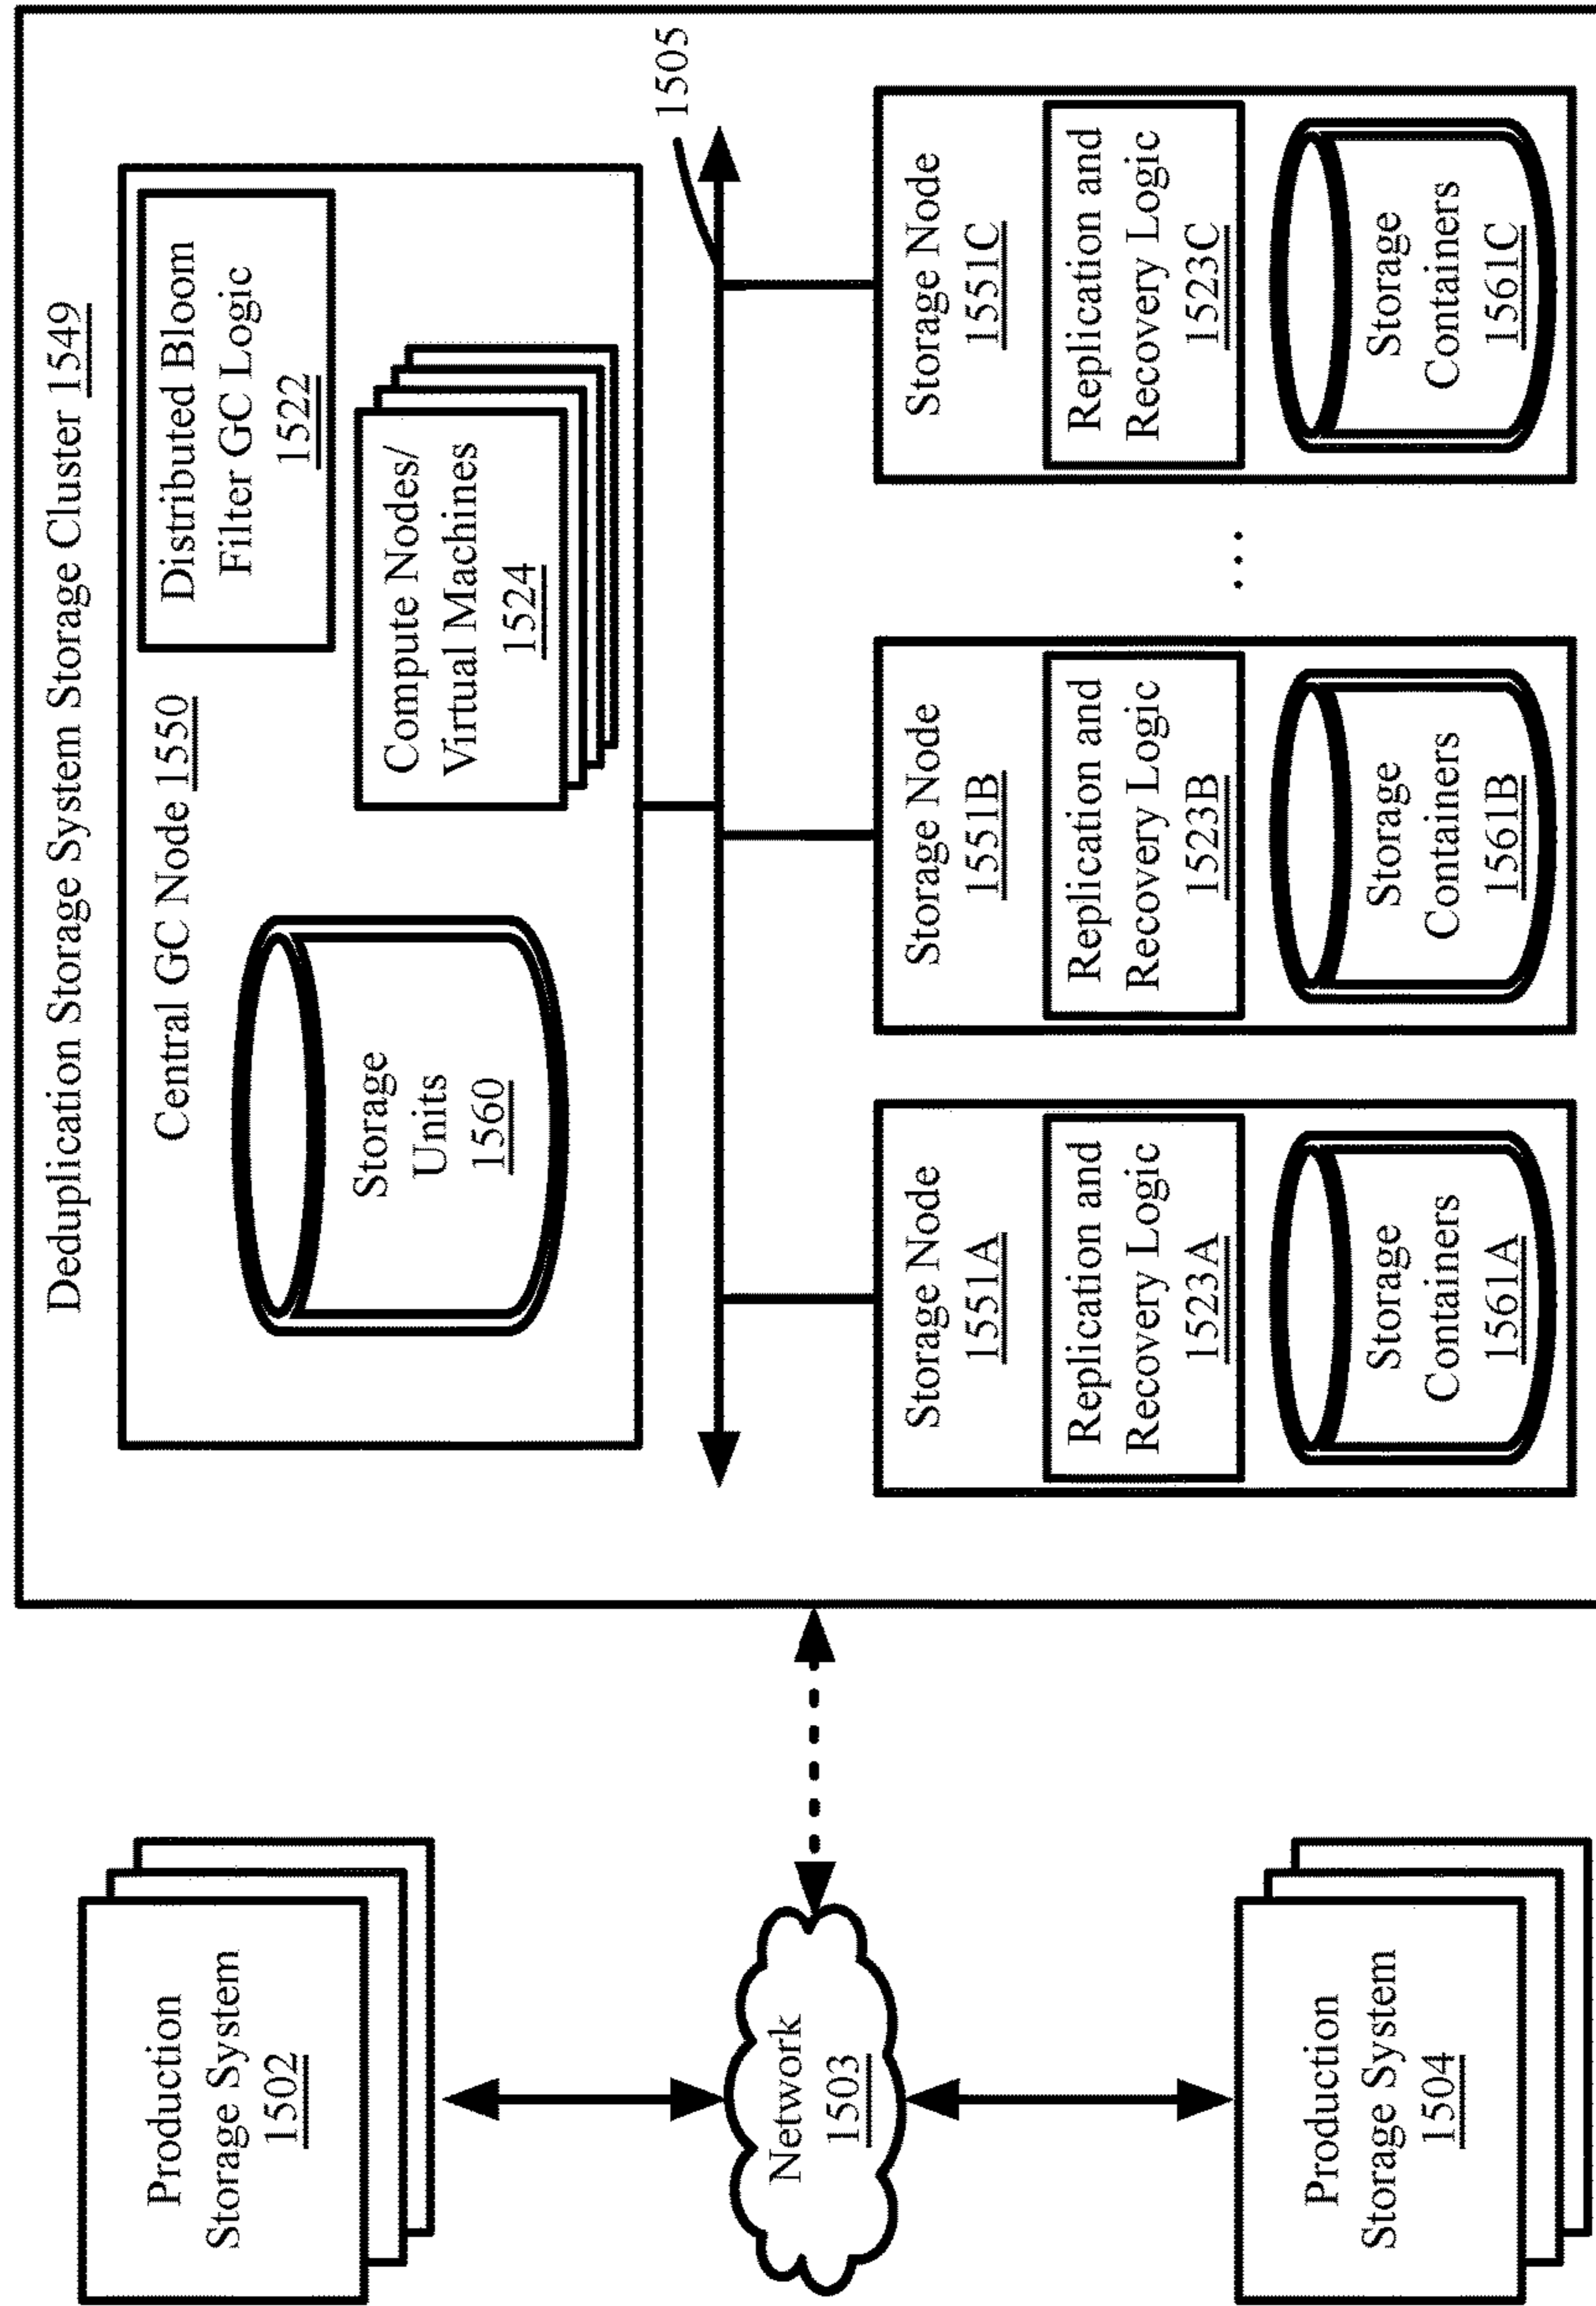 Production
Storage System
1502
Network
1503
Production
Storage System
1504
Deduplication Storage System Storage Cluster 1549
Central GC Node 1550
Storage
Units
1560
Distributed Bloom
Filter GC Logic
1522
Compute Nodes/
Virtual Machines
1524
1505
Storage Node
1551A
Replication and
Recovery Logic
1523A
Storage
Containers
1561A
Storage Node
1551B
Replication and
Recovery Logic
1523B
Storage
Containers
1561B
...
Storage Node
1551C
Replication and
Recovery Logic
1523C
Storage
Containers
1561C